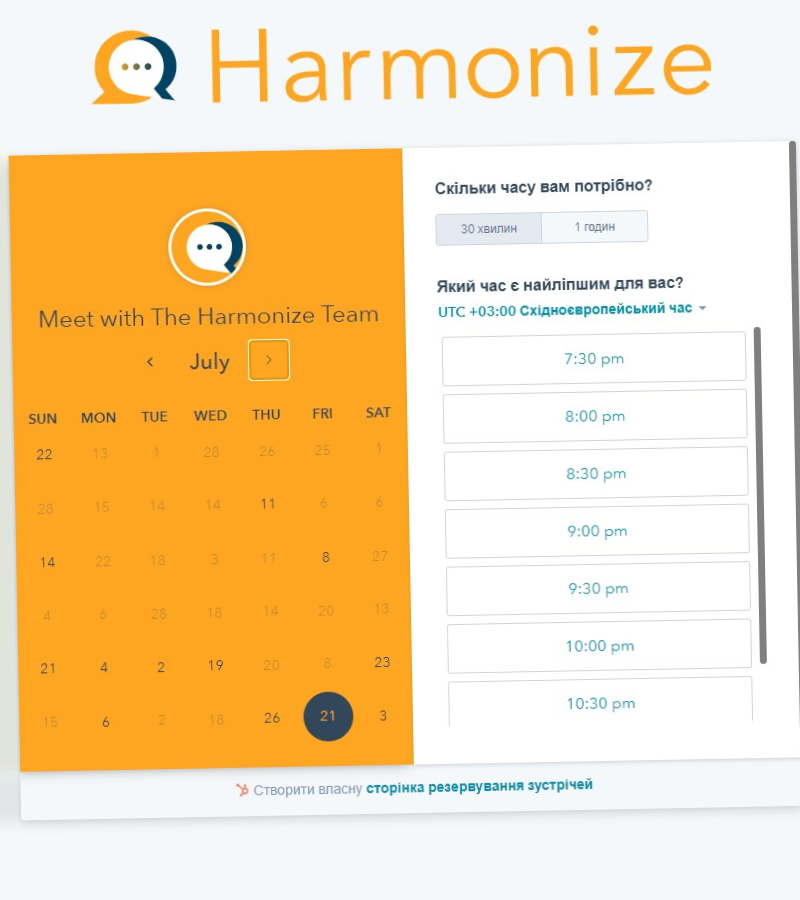 Harmonize
Meet with The Harmonize Team
July
SUN MON TUE WED THU FRI SAT
22 13 1 28 26 25 1
28 15 14 14 11 6 6
14 22 18 3 11 8 27
4 6 28 18 14 20 13
21 4 2 19 20 8 23
15 6 2 18 26 21 3
Скільки часу вам потрібно?
30 хвилин 1 годин
Який час є найліпшим для вас?
UTC +03:00 Східноєвропейський час
7:30 pm
8:00 pm
8:30 pm
9:00 pm
9:30 pm
10:00 pm
10:30 pm
Створити власну сторінка резервування зустрічей